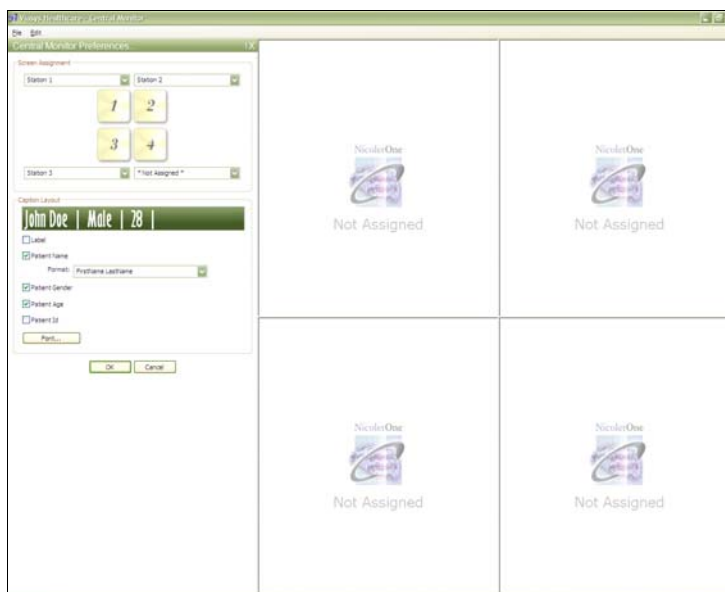 Viasys Healthcare - Central Monitor
File Edit
Central Monitor Preferences
Screen Assignment
Station 1 Station 2
1 2
3 4
Station 3 * Not Assigned *
Caption Layout
John Doe | Male | 28 |
Label
Patient Name
Format: FirstName LastName
Patient Gender
Patient Age
Patient Id
Font...
OK Cancel
NicoletOne
Not Assigned
NicoletOne
Not Assigned
NicoletOne
Not Assigned
NicoletOne
Not Assigned